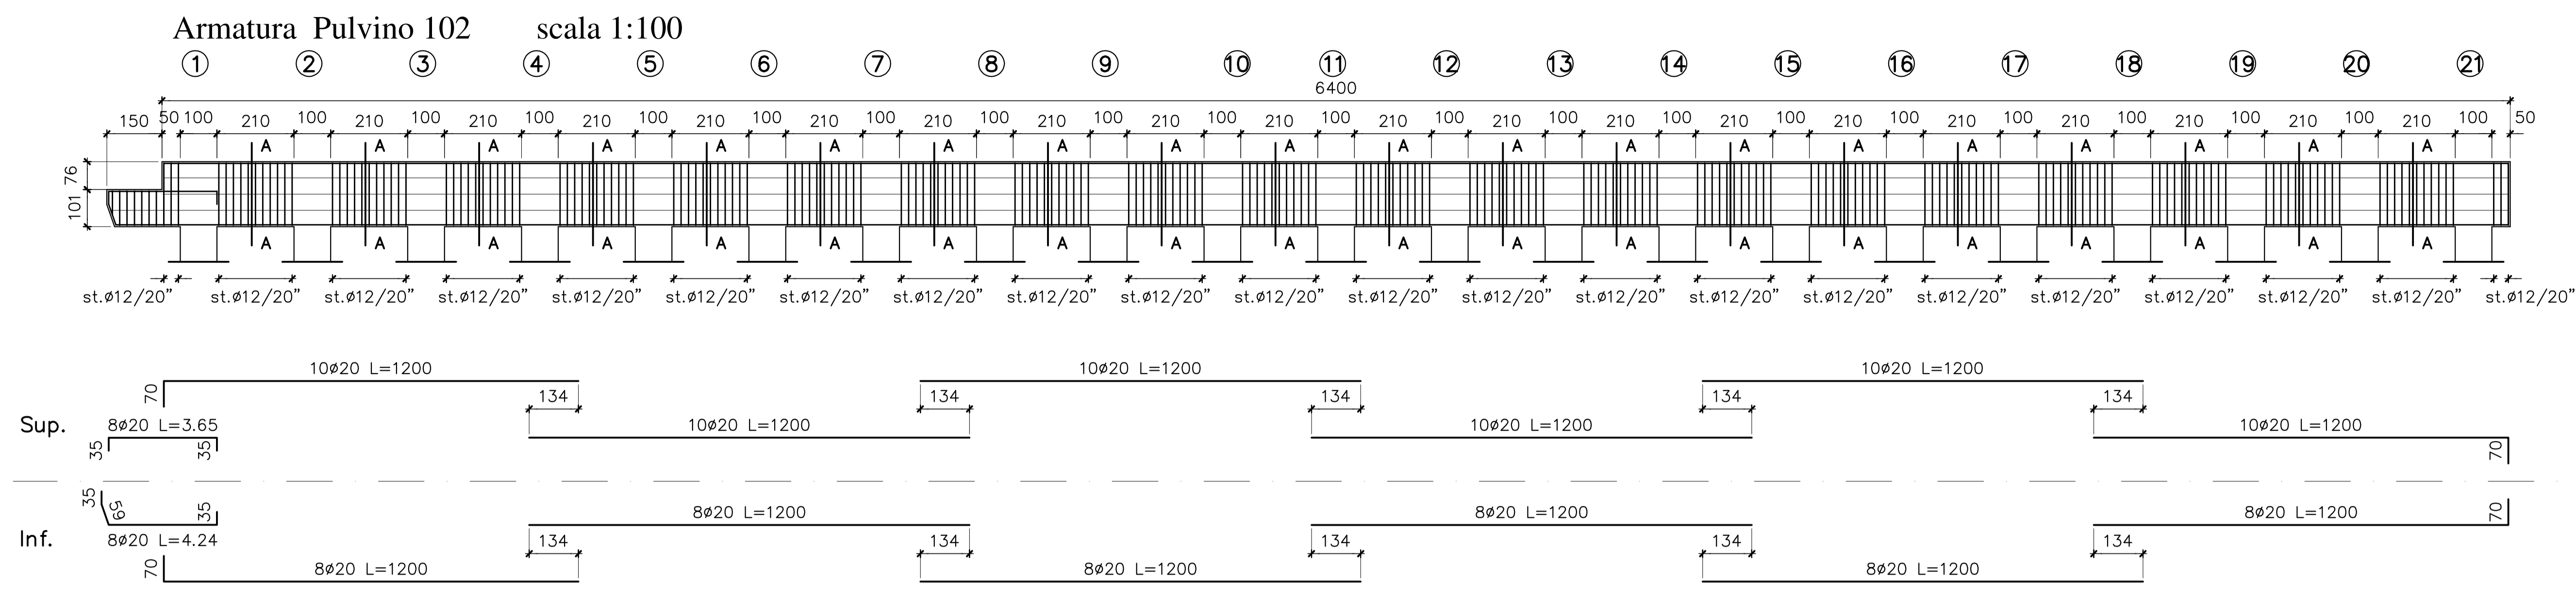 Armatura Pulvino 102 scala 1:100
1 2 3 4 5 6 7 8 9 10 11 12 13 14 15 16 17 18 19 20 21
6400
150 50 100 210 100 210 100 210 100 210 100 210 100 210 100 210 100 210 100 210 100 210 100 210 100 210 100 210 100 210 100 210 100 210 100 210 100 210 100 210 100 210 100 50
A A A A A A A A A A A A A A A A A A A A
76
101
A A A A A A A A A A A A A A A A A A A A
st.ø12/20” st.ø12/20” st.ø12/20” st.ø12/20” st.ø12/20” st.ø12/20” st.ø12/20” st.ø12/20” st.ø12/20” st.ø12/20” st.ø12/20” st.ø12/20” st.ø12/20” st.ø12/20” st.ø12/20” st.ø12/20” st.ø12/20” st.ø12/20” st.ø12/20” st.ø12/20” st.ø12/20” st.ø12/20”
10ø20 L=1200 10ø20 L=1200 10ø20 L=1200
70 134 134 134 134 134
Sup. 8ø20 L=3.65 10ø20 L=1200 10ø20 L=1200 10ø20 L=1200
35 35 70
35 59 35 8ø20 L=1200 8ø20 L=1200 8ø20 L=1200 70
Inf. 8ø20 L=4.24 134 134 134 134 134
70 8ø20 L=1200 8ø20 L=1200 8ø20 L=1200